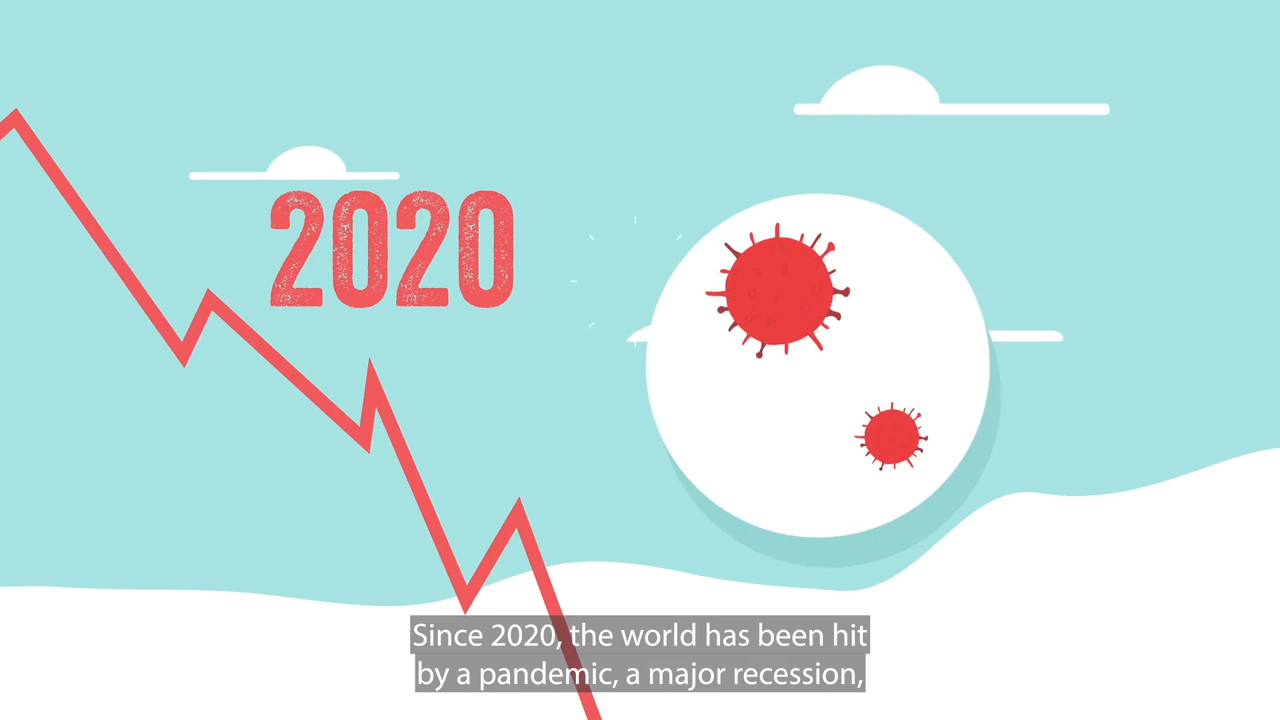 2020
Since 2020, the world has been hit
by a pandemic, a major recession,